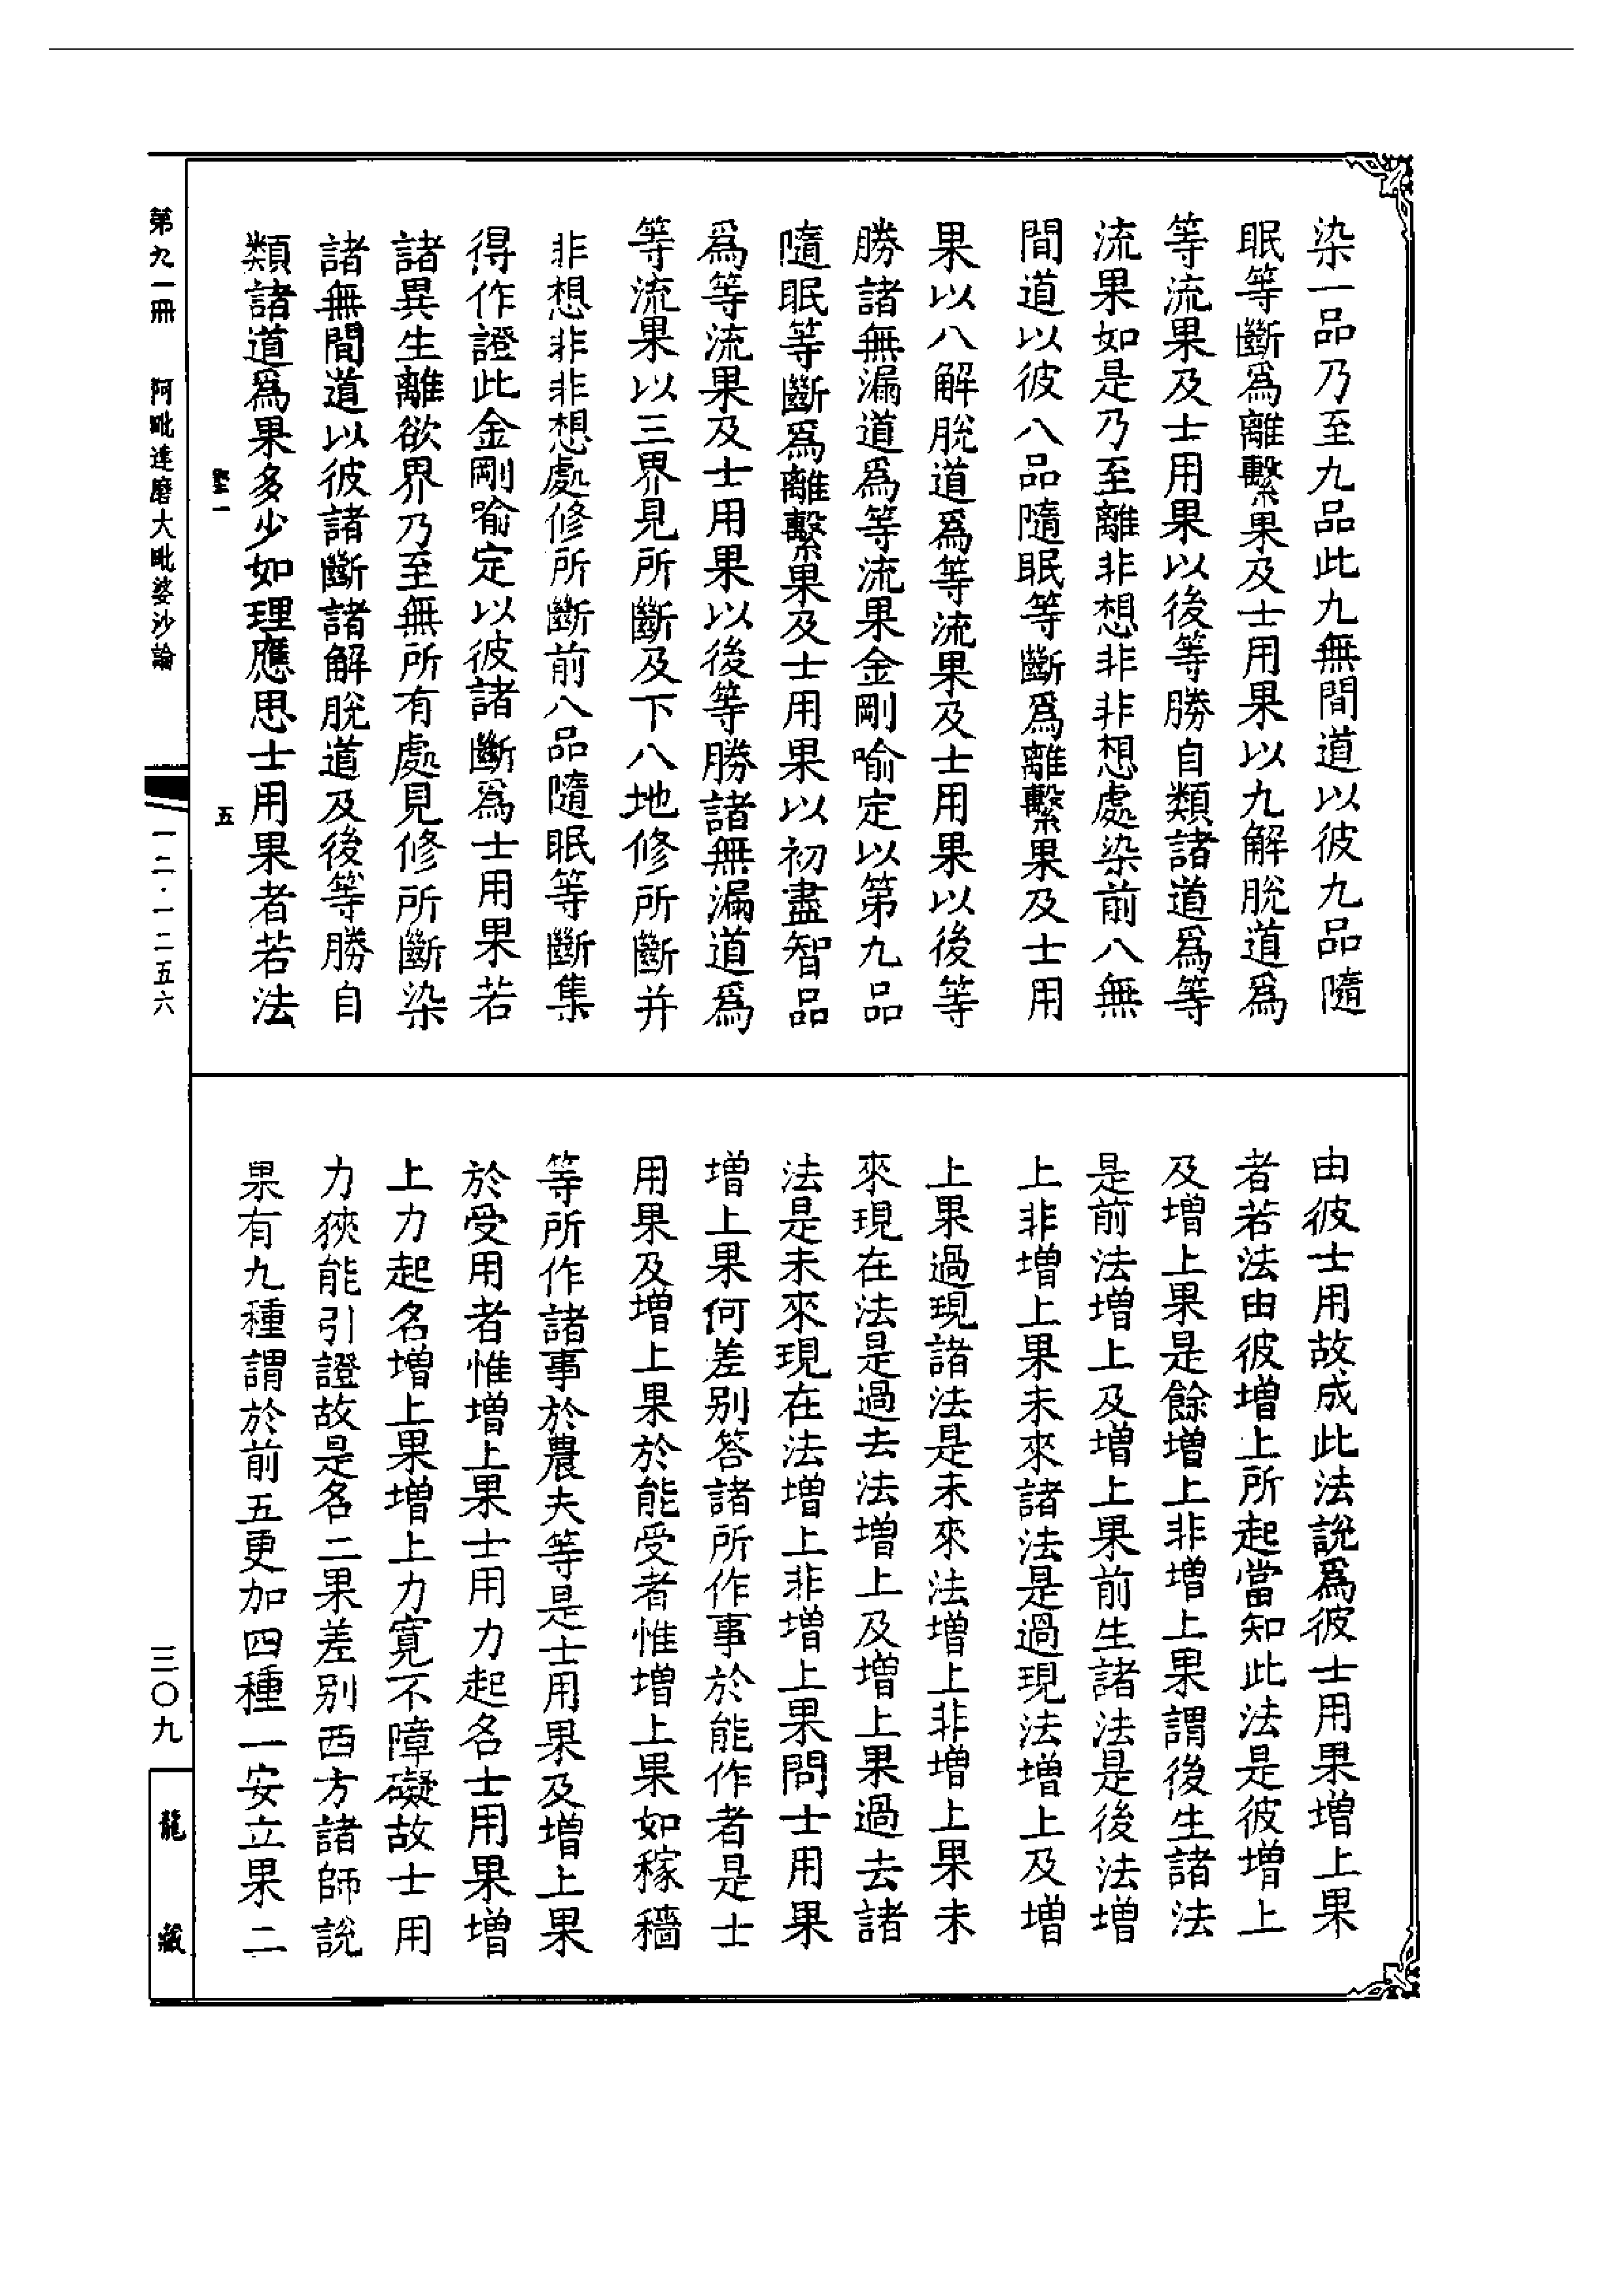 染一品乃至九品此九無間道以彼九品隨
眠等斷爲離繫果及士用果以九解脫道爲
等流果及士用果以後等勝自類諸道爲等
流果如是乃至離非想非非想處染前八無
間道以彼八品隨眠等斷爲離繫果及士用
果以八解脫道爲等流果及士用果以後等
勝諸無漏道爲等流果金剛喻定以第九品
隨眠等斷爲離繫果及士用果以初盡智品
爲等流果及士用果以後等勝諸無漏道爲
等流果以三界見所斷及下八地修所斷并
非想非非想處修所斷前八品隨眠等斷集
得作證此金剛喻定以彼諸斷爲士用果若
諸異生離欲界乃至無所有處見修所斷染
諸無間道以彼諸斷諸解脫道及後等勝自
類諸道爲果多少如理應思士用果者若法
由彼士用故成此法說爲彼士用果增上果
者若法由彼增上所起當知此法是彼增上
及增上果是餘增上非增上果謂後生諸法
是前法增上及增上果前生諸法是後法增
上非增上果未來諸法是過現法增上及增
上果過現諸法是未來法增上非增上果未
來現在法是過去法增上及增上果過去諸
法是未來現在法增上非增上果問士用果
增上果何差別答諸所作事於能作者是士
用果及增上果於能受者惟增上果如稼穡
等所作諸事於農夫等是士用果及增上果
於受用者惟增上果士用力起名士用果增
上力起名增上果增上力寬不障礙故士用
力狹能引證故是名二果差別西方諸師說
果有九種謂於前五更加四種一安立果二
堅一
五
第九一冊
阿毗達磨大毗婆沙論
一二·一二五六
三〇九
龍藏